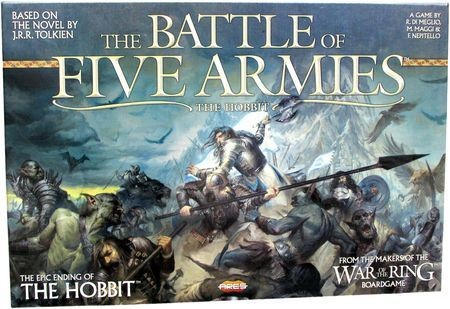 BASED ON
THE NOVEL BY
J.R.R. TOLKIEN
A GAME BY
R. DI MEGLIO,
M. MAGGI &
F. NEPITELLO
THE BATTLE OF
FIVE ARMIES
THE HOBBIT
THE EPIC ENDING OF
THE HOBBIT™
ARES
FROM THE MAKERS OF THE
WAR OF THE RING
BOARDGAME